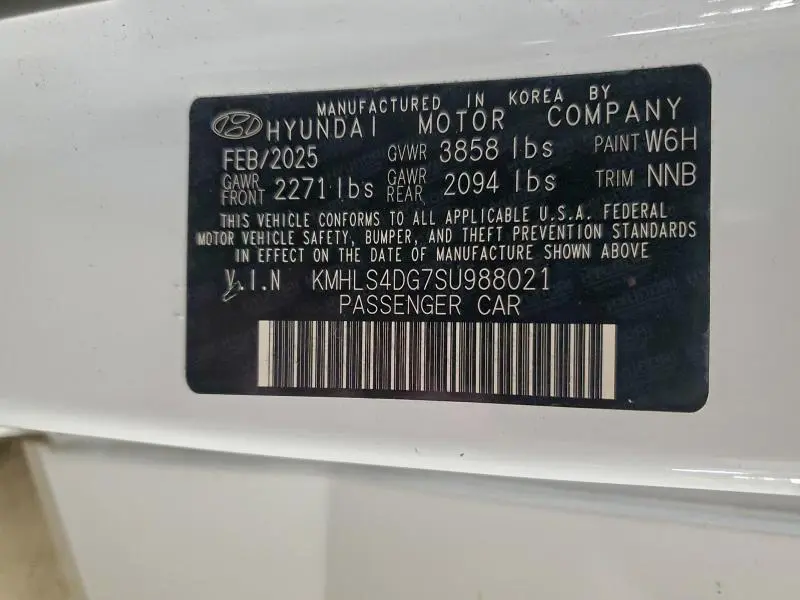 MANUFACTURED IN KOREA BY
HYUNDAI MOTOR COMPANY
FEB/2025 GVWR 3858 lbs PAINT W6H
GAWR FRONT 2271 lbs GAWR REAR 2094 lbs TRIM NNB
THIS VEHICLE CONFORMS TO ALL APPLICABLE U.S.A. FEDERAL
MOTOR VEHICLE SAFETY, BUMPER, AND THEFT PREVENTION STANDARDS
IN EFFECT ON THE DATE OF MANUFACTURE SHOWN ABOVE
V.I.N KMHLS4DG7SU988021
PASSENGER CAR